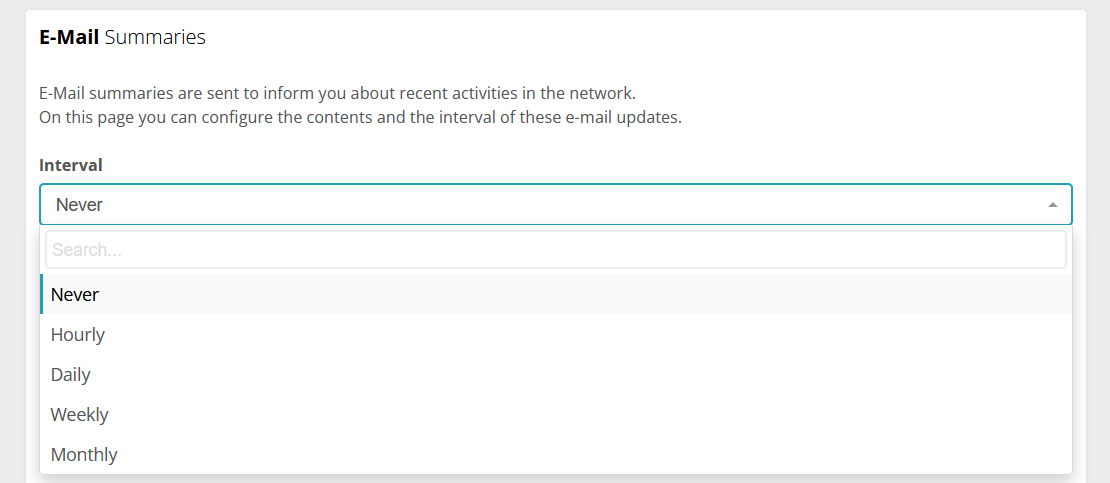 E-Mail Summaries
E-Mail summaries are sent to inform you about recent activities in the network.
On this page you can configure the contents and the interval of these e-mail updates.
Interval
Never
Search...
Never
Hourly
Daily
Weekly
Monthly